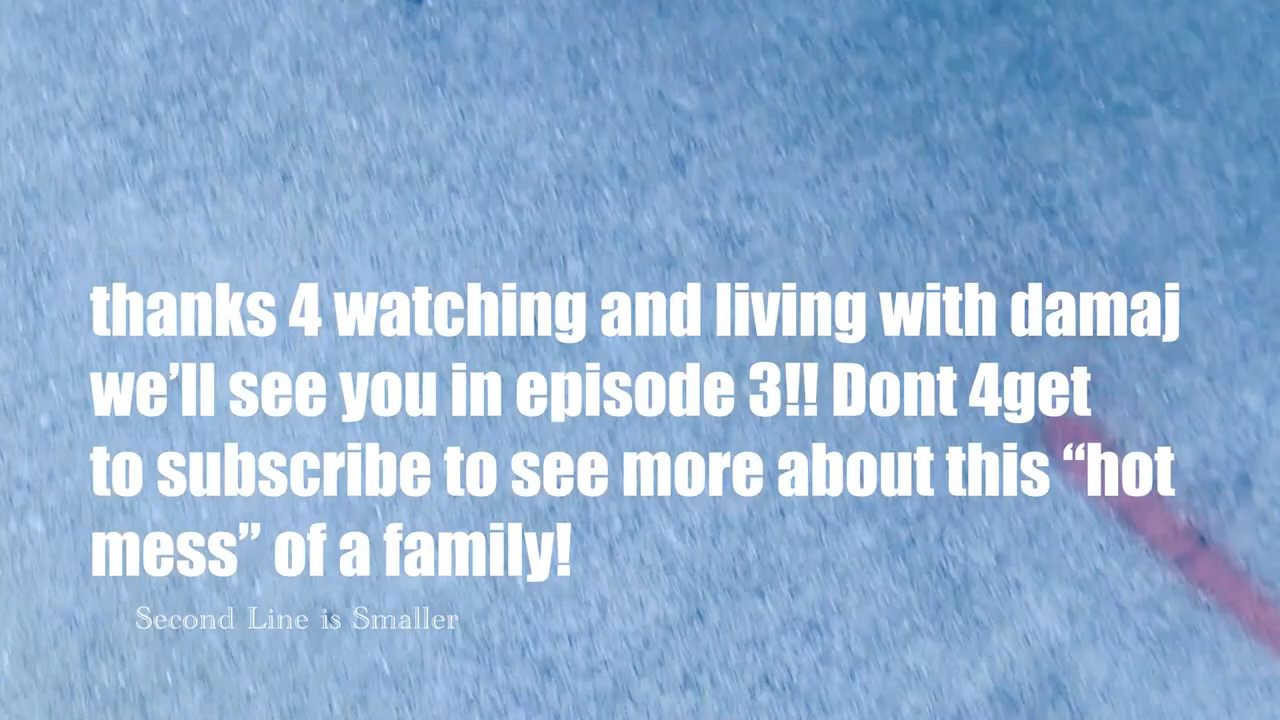 thanks 4 watching and living with damaj
we’ll see you in episode 3!! Dont 4get
to subscribe to see more about this “hot
mess” of a family!
Second Line is Smaller